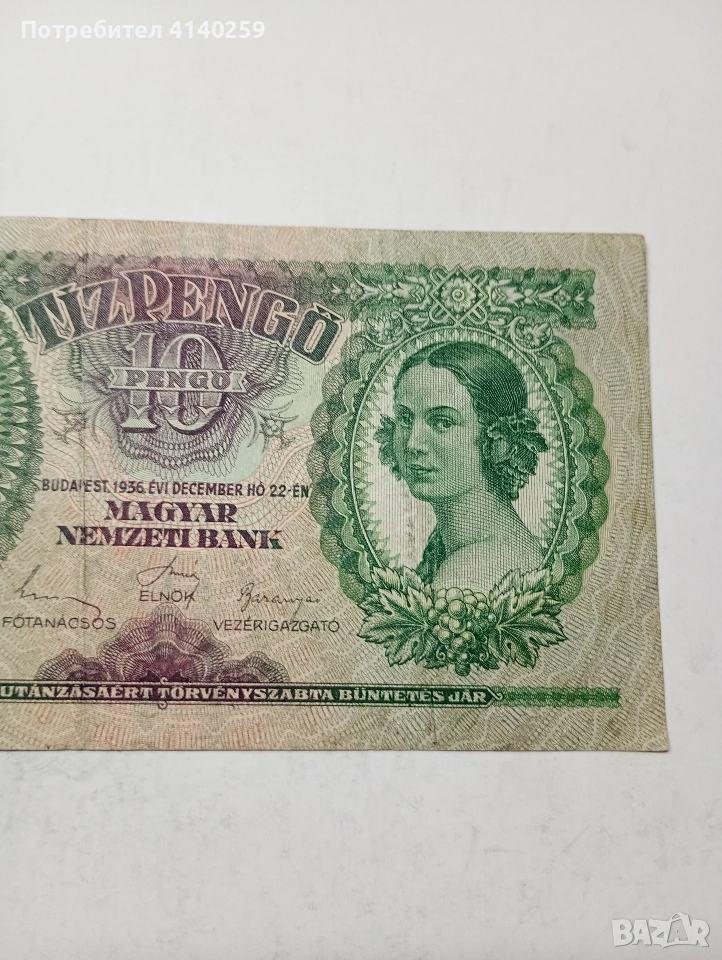 Потребител 4140259
TÍZPENGŐ
10
PENGŐ
BUDAPEST, 1936. ÉVI DECEMBER HÓ 22-ÉN
MAGYAR
NEMZETI BANK
FŐTANÁCSOS
ELNÖK
VEZÉRIGAZGATÓ
UTÁNZÁSAÉRT TÖRVÉNYSZABTA BÜNTETÉS JÁR
BAZAR